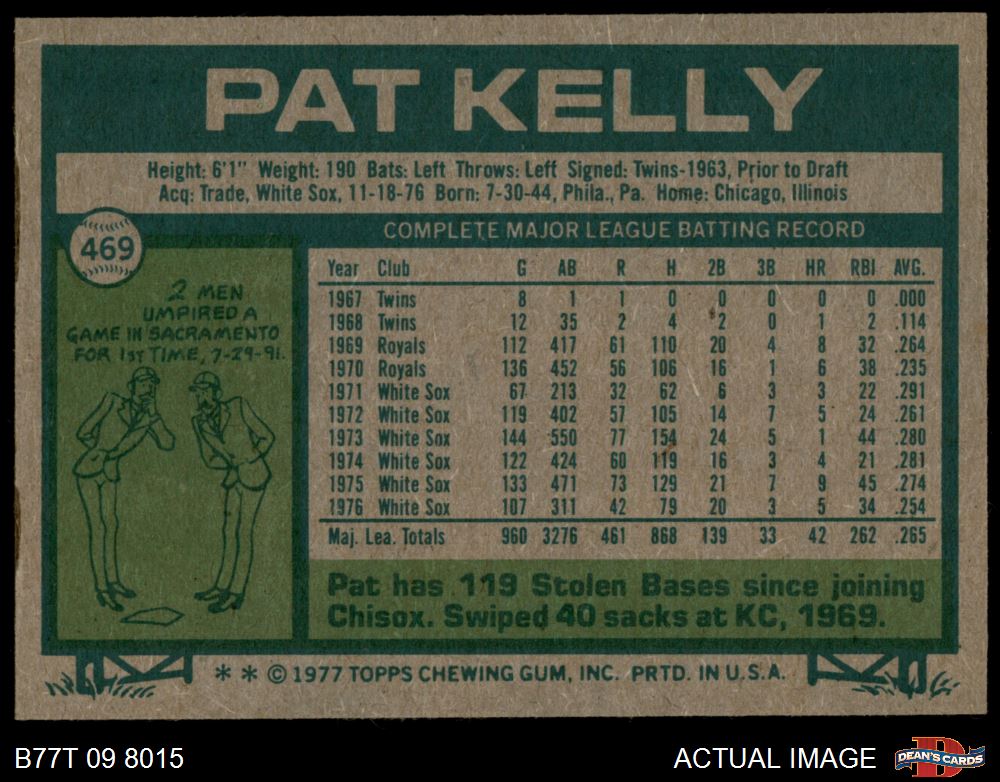 PAT KELLY
Height: 6'1" Weight: 190 Bats: Left Throws: Left Signed: Twins-1963, Prior to Draft
Acq: Trade, White Sox, 11-18-76 Born: 7-30-44, Phila., Pa. Home: Chicago, Illinois
469
2 MEN
UMPIRED A
GAME IN SACRAMENTO
FOR 1ST TIME, 7-29-91.
COMPLETE MAJOR LEAGUE BATTING RECORD
Year Club G AB R H 2B 3B HR RBI AVG.
1967 Twins 8 1 1 0 0 0 0 0 .000
1968 Twins 12 35 2 4 2 0 1 2 .114
1969 Royals 112 417 61 110 20 4 8 32 .264
1970 Royals 136 452 56 106 16 1 6 38 .235
1971 White Sox 67 213 32 62 6 3 3 22 .291
1972 White Sox 119 402 57 105 14 7 5 24 .261
1973 White Sox 144 550 77 154 24 5 1 44 .280
1974 White Sox 122 424 60 119 16 3 4 21 .281
1975 White Sox 133 471 73 129 21 7 9 45 .274
1976 White Sox 107 311 42 79 20 3 5 34 .254
Maj. Lea. Totals 960 3276 461 868 139 33 42 262 .265
Pat has 119 Stolen Bases since joining
Chisox. Swiped 40 sacks at KC, 1969.
* * © 1977 TOPPS CHEWING GUM, INC. PRTD. IN U.S.A.
B77T 09 8015
ACTUAL IMAGE
D
DEAN'S CARDS